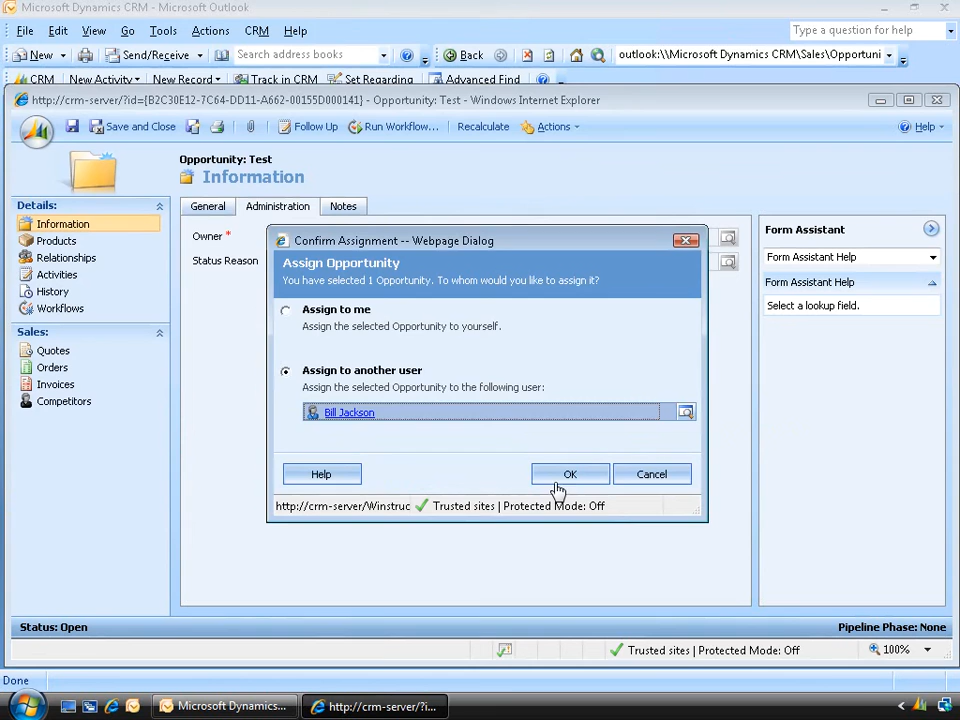 Microsoft Dynamics CRM - Microsoft Outlook
File Edit View Go Tools Actions CRM Help
Type a question for help
New Send/Receive Search address books Back outlook:\\Microsoft Dynamics CRM\Sales\Opportuni
CRM New Activity New Record Track in CRM Set Regarding Advanced Find
http://crm-server/?id={B2C30E12-7C64-DD11-A662-00155D000141} - Opportunity: Test - Windows Internet Explorer
Save and Close Follow Up Run Workflow... Recalculate Actions Help
Opportunity: Test
Information
Details:
Information
Products
Relationships
Activities
History
Workflows
Sales:
Quotes
Orders
Invoices
Competitors
General Administration Notes
Owner *
Status Reason
Confirm Assignment -- Webpage Dialog
Assign Opportunity
You have selected 1 Opportunity. To whom would you like to assign it?
Assign to me
Assign the selected Opportunity to yourself.
Assign to another user
Assign the selected Opportunity to the following user:
Bill Jackson
Help OK Cancel
http://crm-server/Winstruc Trusted sites | Protected Mode: Off
Form Assistant
Form Assistant Help
Form Assistant Help
Select a lookup field.
Status: Open Pipeline Phase: None
Trusted sites | Protected Mode: Off 100%
Done
Microsoft Dynamics... http://crm-server/?i...